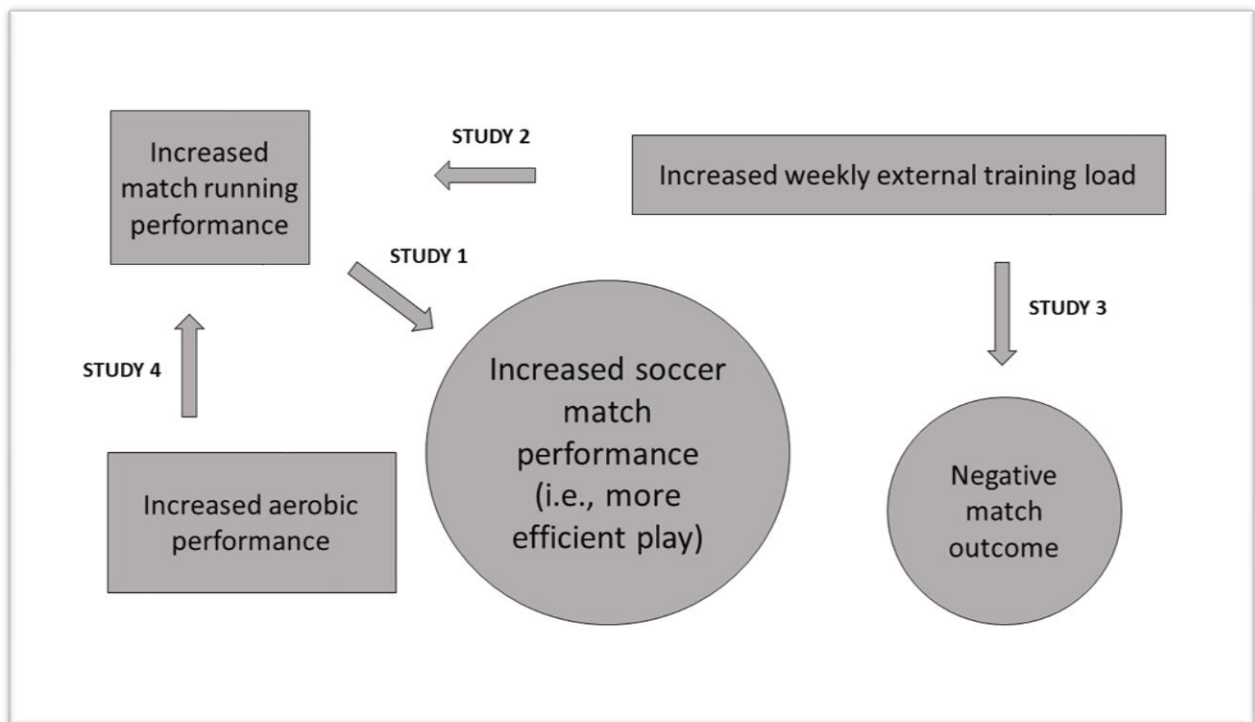 STUDY 2
Increased
match running
performance
Increased weekly external training load
STUDY 1
STUDY 3
Increased soccer
match
performance
(i.e., more
efficient play)
STUDY 4
Increased aerobic
performance
Negative
match
outcome